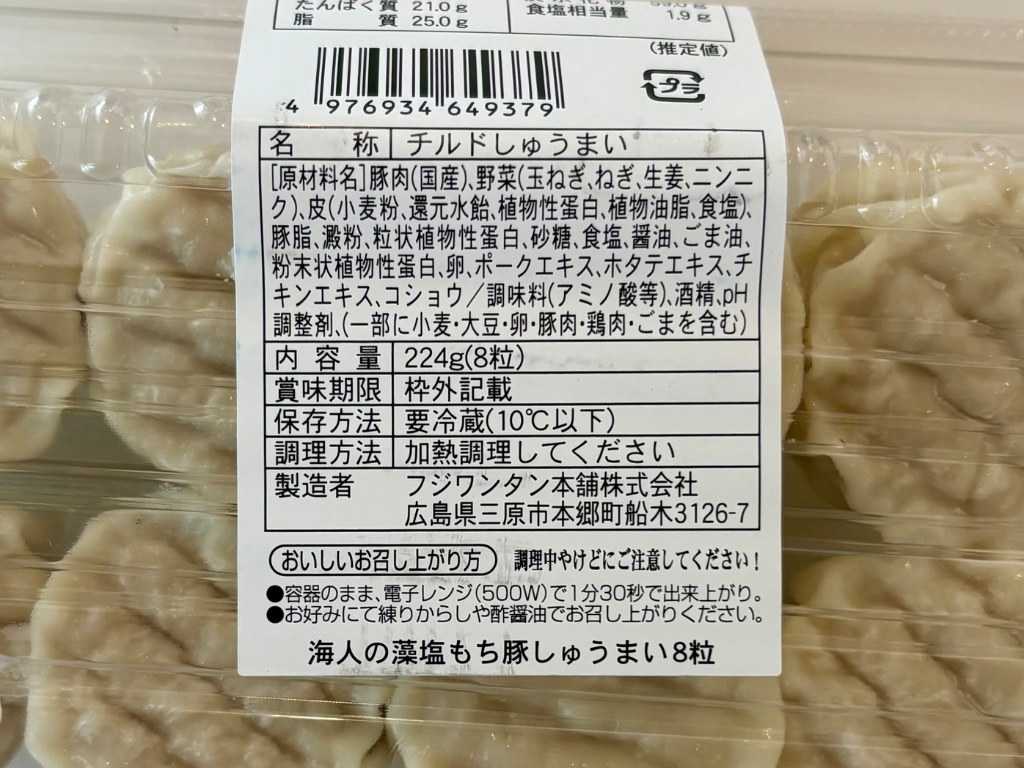 たんぱく質 21.0g
脂 質 25.0g
食塩相当量 1.9g
(推定値)
プラ
4 976934 649379
名 称 チルドしゅうまい
[原材料名]豚肉(国産)、野菜(玉ねぎ、ねぎ、生姜、ニンニ
ク)、皮(小麦粉、還元水飴、植物性蛋白、植物油脂、食塩)、
豚脂、澱粉、粒状植物性蛋白、砂糖、食塩、醤油、ごま油、
粉末状植物性蛋白、卵、ポークエキス、ホタテエキス、チ
キンエキス、コショウ/調味料(アミノ酸等)、酒精、pH
調整剤、(一部に小麦・大豆・卵・豚肉・鶏肉・ごまを含む)
内 容 量 224g(8粒)
賞味期限 枠外記載
保存方法 要冷蔵(10℃以下)
調理方法 加熱調理してください
製造者 フジワンタン本舗株式会社
広島県三原市本郷町船木3126-7
おいしいお召し上がり方 調理中やけどにご注意してください!
●容器のまま、電子レンジ(500W)で1分30秒で出来上がり。
●お好みにて練りからしや酢醤油でお召し上がりください。
海人の藻塩もち豚しゅうまい8粒